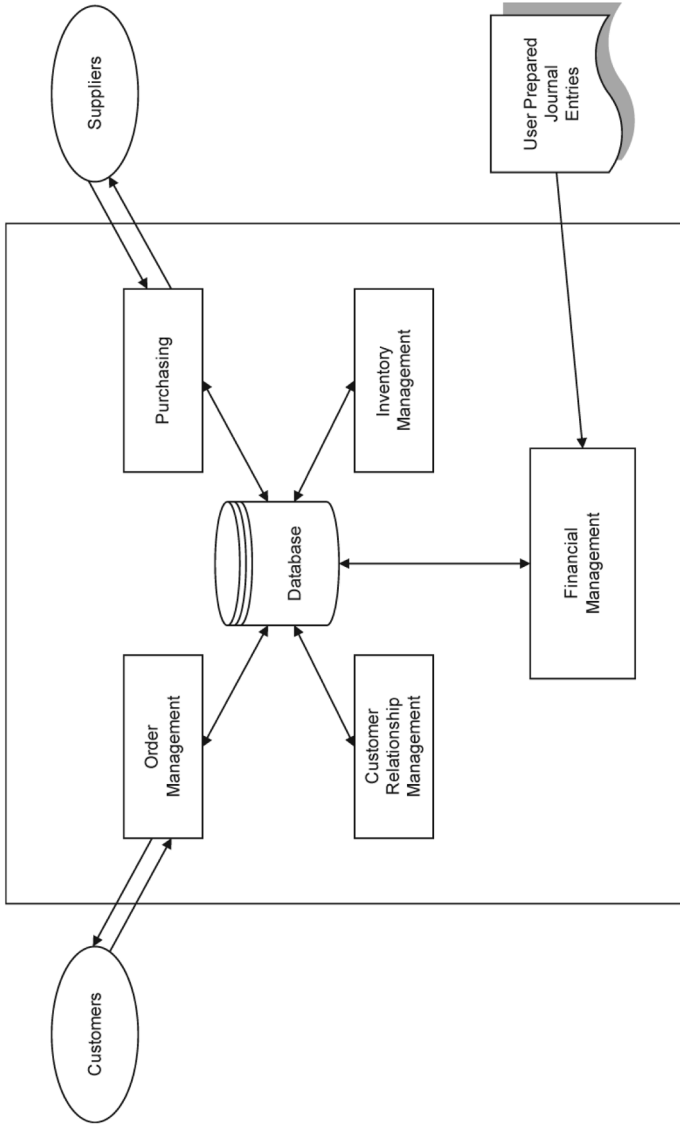 Customers
Suppliers
Order
Management
Purchasing
Database
Customer
Relationship
Management
Inventory
Management
Financial
Management
User Prepared
Journal
Entries